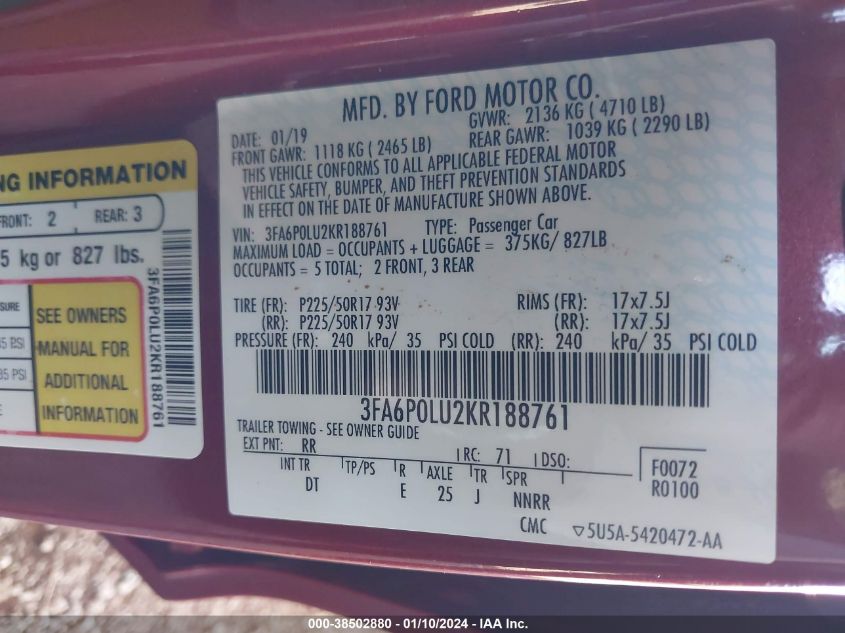 NG INFORMATION
FRONT: 2 REAR: 3
5 kg or 827 lbs.
SURE
35 PSI
35 PSI
SEE OWNERS
MANUAL FOR
ADDITIONAL
INFORMATION
3FA6P0LU2KR188761
MFD. BY FORD MOTOR CO.
DATE: 01/19 GVWR: 2136 KG ( 4710 LB)
FRONT GAWR: 1118 KG ( 2465 LB) REAR GAWR: 1039 KG ( 2290 LB)
THIS VEHICLE CONFORMS TO ALL APPLICABLE FEDERAL MOTOR
VEHICLE SAFETY, BUMPER, AND THEFT PREVENTION STANDARDS
IN EFFECT ON THE DATE OF MANUFACTURE SHOWN ABOVE.
VIN: 3FA6P0LU2KR188761 TYPE: Passenger Car
MAXIMUM LOAD = OCCUPANTS + LUGGAGE = 375KG/ 827LB
OCCUPANTS = 5 TOTAL; 2 FRONT, 3 REAR
TIRE (FR): P225/50R17 93V RIMS (FR): 17x7.5J
(RR): P225/50R17 93V (RR): 17x7.5J
PRESSURE (FR): 240 kPa/ 35 PSI COLD (RR): 240 kPa/ 35 PSI COLD
3FA6P0LU2KR188761
TRAILER TOWING - SEE OWNER GUIDE
EXT PNT: RR RC: 71 DSO: F0072
INT TR TP/PS R AXLE TR SPR R0100
DT E 25 J NNRR
CMC ▽5U5A-5420472-AA
000-38502880 - 01/10/2024 - IAA Inc.